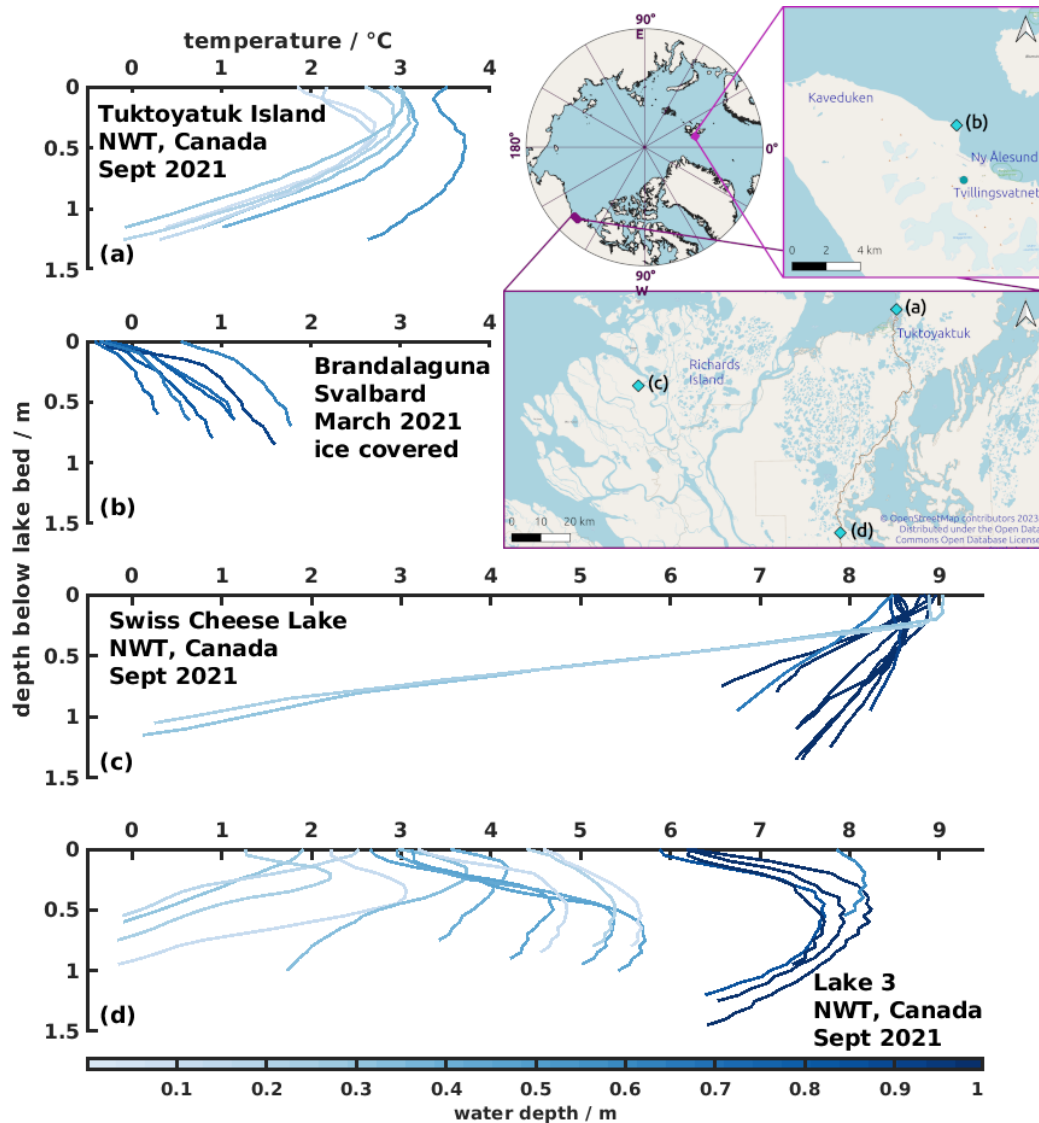 temperature / °C
0 1 2 3 4
0
0.5
1
1.5
Tuktoyatuk Island
NWT, Canada
Sept 2021
(a)
90°
E
180°
0°
90°
W
Kaveduken
(b)
Ny Ålesund
Tvillingsvatnet
0 2 4 km
(a)
Tuktoyaktuk
Richards
Island
(c)
0 10 20 km
(d)
© OpenStreetMap contributors 2023
Distributed under the Open Data
Commons Open Database License
0 1 2 3 4
0
0.5
1
1.5
Brandalaguna
Svalbard
March 2021
ice covered
(b)
depth below lake bed / m
0 1 2 3 4 5 6 7 8 9
0
0.5
1
1.5
Swiss Cheese Lake
NWT, Canada
Sept 2021
(c)
0 1 2 3 4 5 6 7 8 9
0
0.5
1
1.5
Lake 3
NWT, Canada
Sept 2021
(d)
0.1 0.2 0.3 0.4 0.5 0.6 0.7 0.8 0.9 1
water depth / m